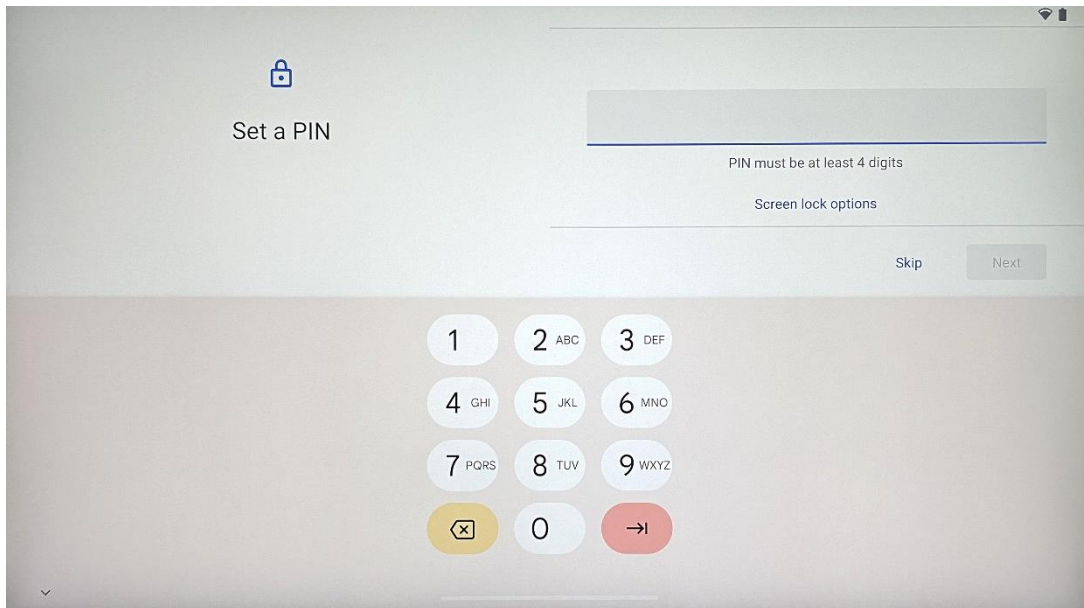 Set a PIN
PIN must be at least 4 digits
Screen lock options
Skip
Next
1
2 ABC
3 DEF
4 GHI
5 JKL
6 MNO
7 PQRS
8 TUV
9 WXYZ
0